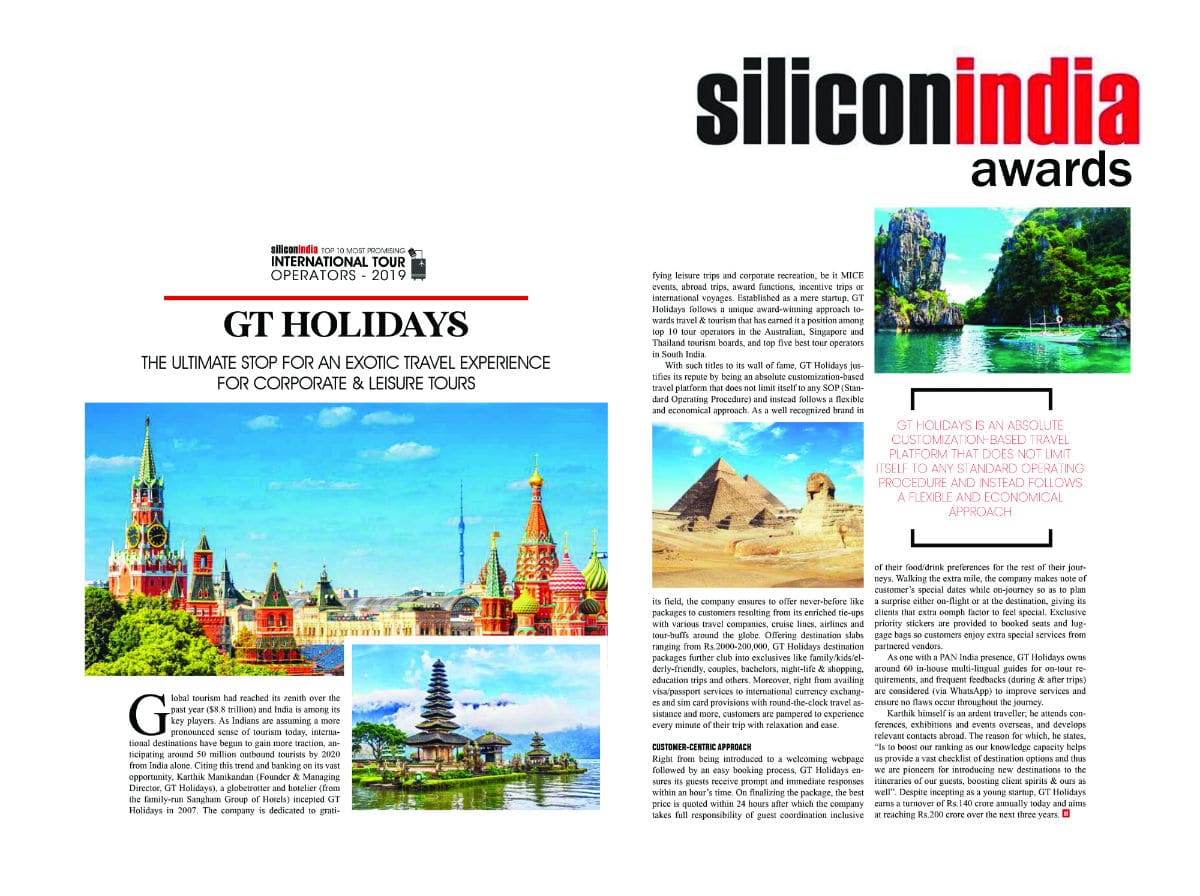 siliconindia
awards
siliconindia TOP 10 MOST PROMISING
INTERNATIONAL TOUR
OPERATORS - 2019
GT HOLIDAYS
THE ULTIMATE STOP FOR AN EXOTIC TRAVEL EXPERIENCE
FOR CORPORATE & LEISURE TOURS
Global tourism had reached its zenith over the
past year ($8.8 trillion) and India is among its
key players. As Indians are assuming a more
pronounced sense of tourism today, interna-
tional destinations have begun to gain more traction, an-
ticipating around 50 million outbound tourists by 2020
from India alone. Citing this trend and banking on its vast
opportunity, Karthik Manikandan (Founder & Managing
Director, GT Holidays), a globetrotter and hotelier (from
the family-run Sangham Group of Hotels) incepted GT
Holidays in 2007. The company is dedicated to grati-
fying leisure trips and corporate recreation, be it MICE
events, abroad trips, award functions, incentive trips or
international voyages. Established as a mere startup, GT
Holidays follows a unique award-winning approach to-
wards travel & tourism that has earned it a position among
top 10 tour operators in the Australian, Singapore and
Thailand tourism boards, and top five best tour operators
in South India.
With such titles to its wall of fame, GT Holidays jus-
tifies its repute by being an absolute customization-based
travel platform that does not limit itself to any SOP (Stan-
dard Operating Procedure) and instead follows a flexible
and economical approach. As a well recognized brand in
its field, the company ensures to offer never-before like
packages to customers resulting from its enriched tie-ups
with various travel companies, cruise lines, airlines and
tour-buffs around the globe. Offering destination slabs
ranging from Rs.2000-200,000, GT Holidays destination
packages further club into exclusives like family/kids/el-
derly-friendly, couples, bachelors, night-life & shopping,
education trips and others. Moreover, right from availing
visa/passport services to international currency exchang-
es and sim card provisions with round-the-clock travel as-
sistance and more, customers are pampered to experience
every minute of their trip with relaxation and ease.
CUSTOMER-CENTRIC APPROACH
Right from being introduced to a welcoming webpage
followed by an easy booking process, GT Holidays en-
sures its guests receive prompt and immediate responses
within an hour's time. On finalizing the package, the best
price is quoted within 24 hours after which the company
takes full responsibility of guest coordination inclusive
GT HOLIDAYS IS AN ABSOLUTE
CUSTOMIZATION-BASED TRAVEL
PLATFORM THAT DOES NOT LIMIT
ITSELF TO ANY STANDARD OPERATING
PROCEDURE AND INSTEAD FOLLOWS
A FLEXIBLE AND ECONOMICAL
APPROACH
of their food/drink preferences for the rest of their jour-
neys. Walking the extra mile, the company makes note of
customer's special dates while on-journey so as to plan
a surprise either on-flight or at the destination, giving its
clients that extra oomph factor to feel special. Exclusive
priority stickers are provided to booked seats and lug-
gage bags so customers enjoy extra special services from
partnered vendors.
As one with a PAN India presence, GT Holidays owns
around 60 in-house multi-lingual guides for on-tour re-
quirements, and frequent feedbacks (during & after trips)
are considered (via WhatsApp) to improve services and
ensure no flaws occur throughout the journey.
Karthik himself is an ardent traveller; he attends con-
ferences, exhibitions and events overseas, and develops
relevant contacts abroad. The reason for which, he states,
"Is to boost our ranking as our knowledge capacity helps
us provide a vast checklist of destination options and thus
we are pioneers for introducing new destinations to the
itineraries of our guests, boosting client spirits & ours as
well". Despite incepting as a young startup, GT Holidays
earns a turnover of Rs.140 crore annually today and aims
at reaching Rs.200 crore over the next three years.